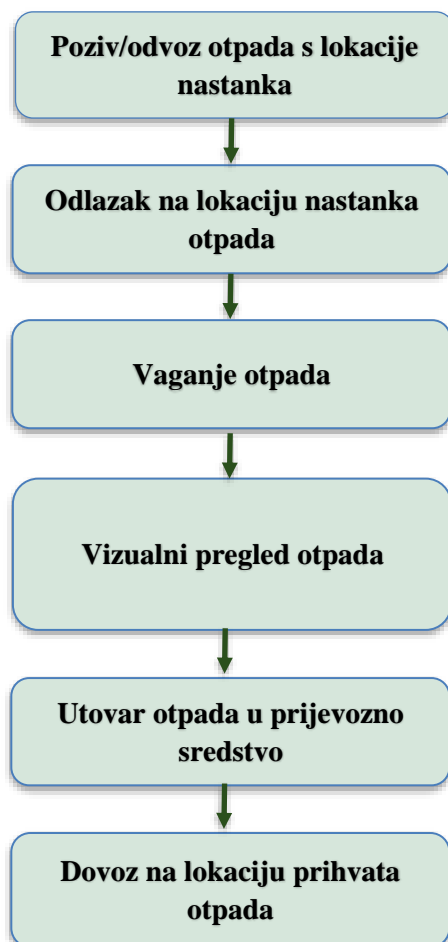 Poziv/odvoz otpada s lokacije
nastanka
Odlazak na lokaciju nastanka
otpada
Vaganje otpada
Vizualni pregled otpada
Utovar otpada u prijevozno
sredstvo
Dovoz na lokaciju prihvata
otpada